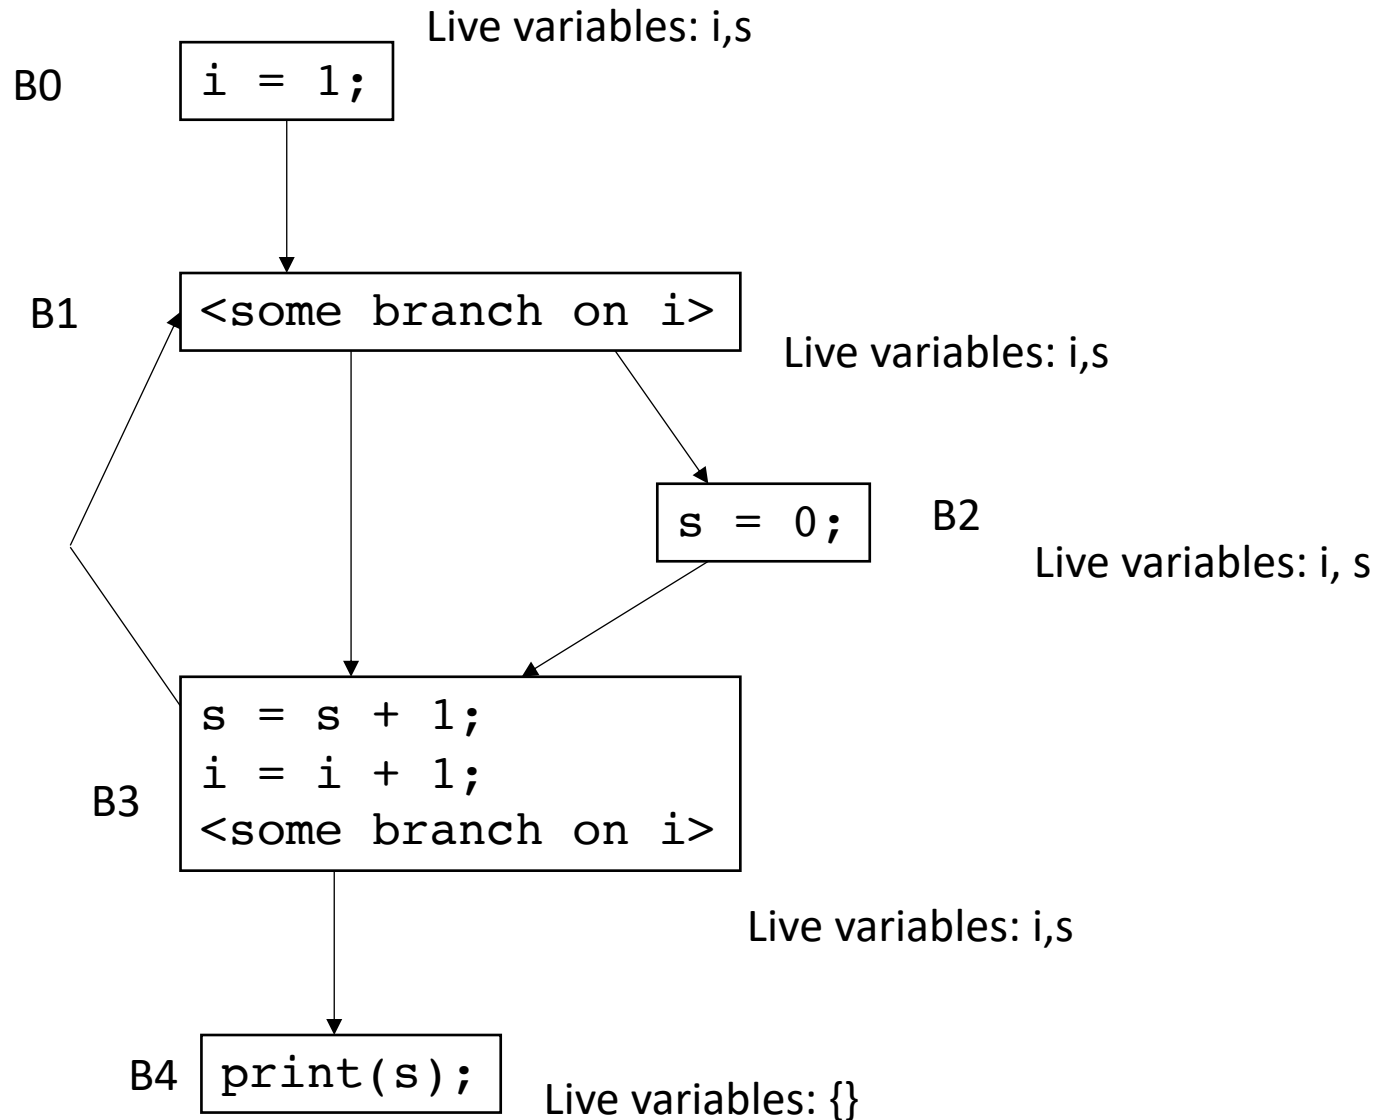 Live variables: i,s
B0
i = 1;
B1
<some branch on i>
Live variables: i,s
s = 0;
B2
Live variables: i, s
s = s + 1;
i = i + 1;
B3
<some branch on i>
Live variables: i,s
B4
print(s);
Live variables: {}